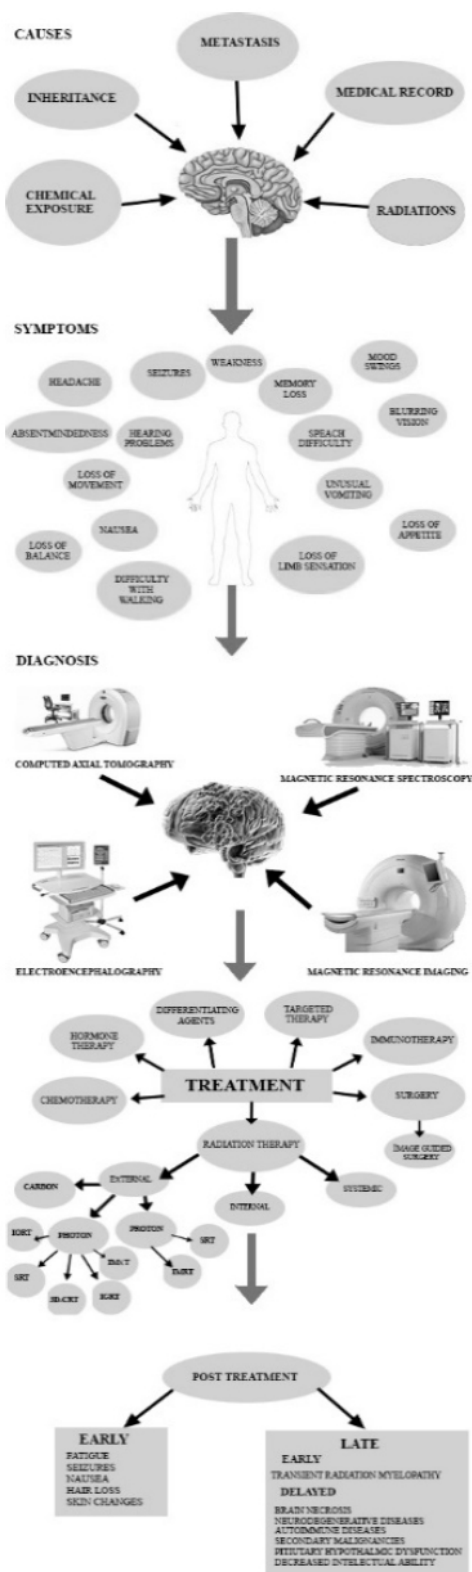 CAUSES
METASTASIS
INHERITANCE
MEDICAL RECORD
CHEMICAL
EXPOSURE
RADIATIONS
SYMPTOMS
WEAKNESS
MOOD
SWINGS
SEIZURES
HEADACHE
MEMORY
LOSS
BLURRING
VISION
ABSENTMINDEDNESS
HEARING
PROBLEMS
SPEACH
DIFFICULTY
LOSS OF
MOVEMENT
UNUSUAL
VOMITING
NAUSEA
LOSS OF
APPETITE
LOSS OF
BALANCE
LOSS OF
LIMB SENSATION
DIFFICULTY
WITH
WALKING
DIAGNOSIS
COMPUTED AXIAL TOMOGRAPHY
MAGNETIC RESONANCE SPECTROSCOPY
ELECTROENCEPHALOGRAPHY
MAGNETIC RESONANCE IMAGING
DIFFERENTIATING
AGENTS
TARGETED
THERAPY
HORMONE
THERAPY
IMMUNOTHERAPY
TREATMENT
CHEMOTHERAPY
SURGERY
RADIATION THERAPY
IMAGE GUIDED
SURGERY
EXTERNAL
CARBON
SYSTEMIC
INTERNAL
IORT
PHOTON
PHOTON
SRT
IMRT
SRT
3D-CRT
IGRT
POST TREATMENT
EARLY
FATIGUE
SEIZURES
NAUSEA
HAIR LOSS
SKIN CHANGES
LATE
EARLY
TRANSIENT RADIATION MYELOPATHY
DELAYED
BRAIN NECROSIS
NEURODEGENERATIVE DISEASES
AUTOIMMUNE DISEASES
SECONDARY MALIGNANCIES
PITIUTARY HYPOTHALMIC DYSFUNCTION
DECREASED INTELECTUAL ABILITY